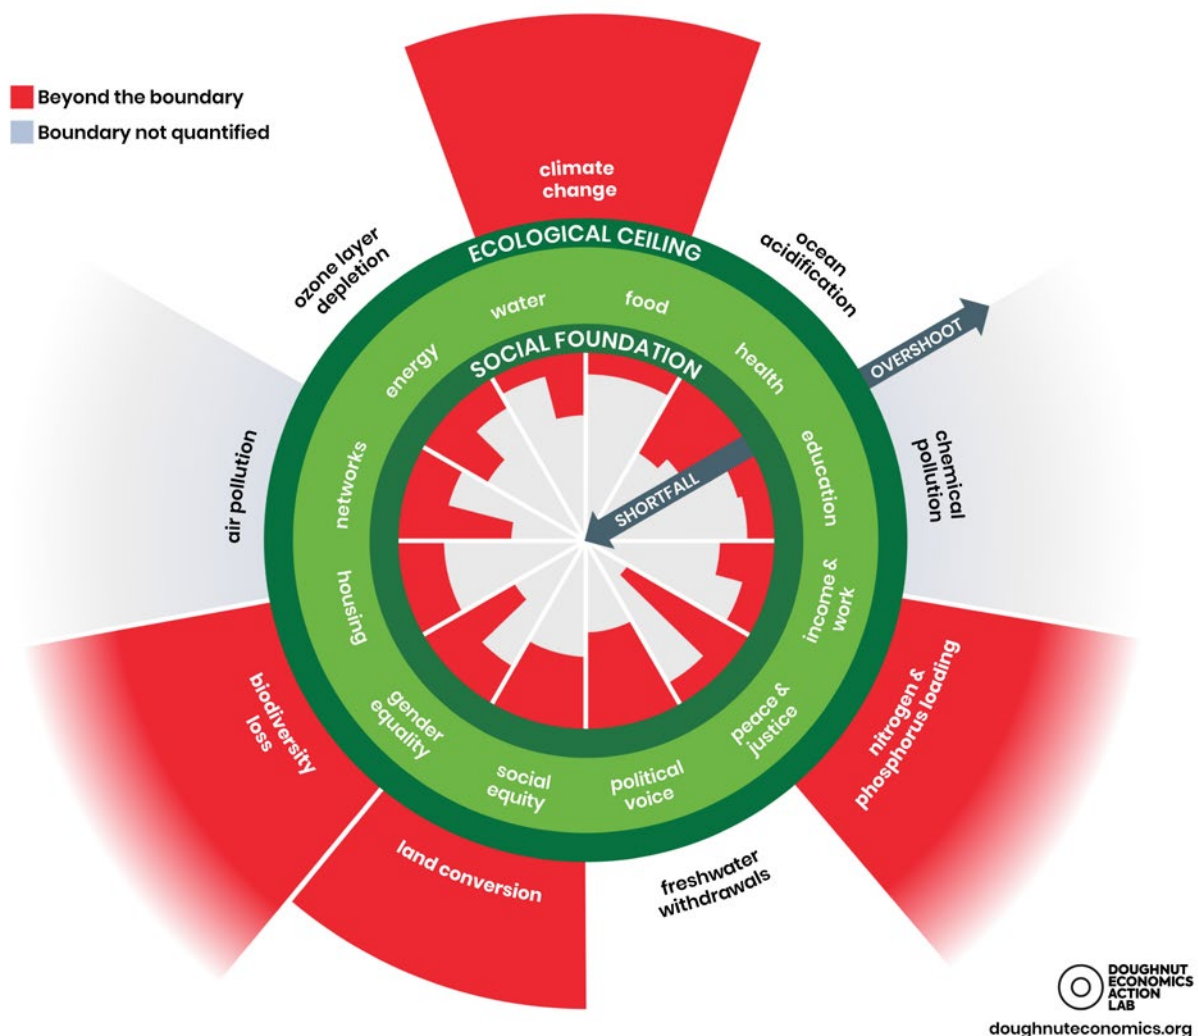 Beyond the boundary
Boundary not quantified
climate
change
ozone layer
depletion
ocean
acidification
ECOLOGICAL CEILING
OVERSHOOT
water
food
energy
health
SOCIAL FOUNDATION
networks
education
SHORTFALL
air pollution
chemical
pollution
housing
income &
work
gender
equality
peace &
justice
social
equity
political
voice
biodiversity
loss
nitrogen &
phosphorus loading
land conversion
freshwater
withdrawals
DOUGHNUT
ECONOMICS
ACTION
LAB
doughnuteconomics.org